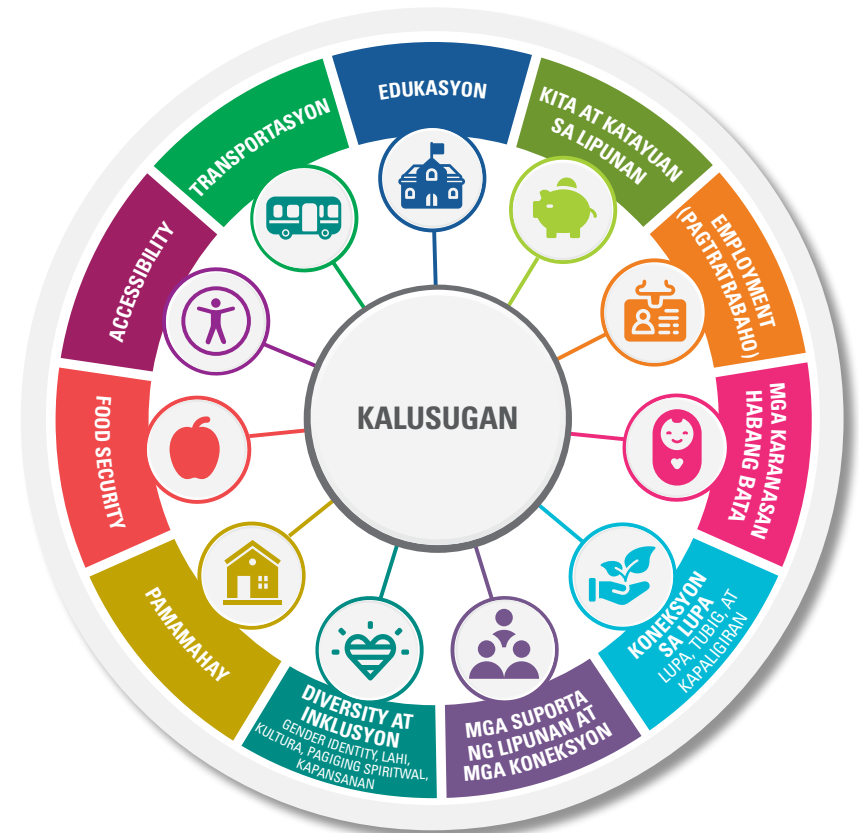 EDUKASYON
KITA AT KATAYUAN
SA LIPUNAN
EMPLOYMENT
(PAGTRATRABAHO)
MGA KARANASAN
HABANG BATA
KONEKSYON
SA LUPA
LUPA, TUBIG, AT
KAPALIGIRAN
MGA SUPORTA
NG LIPUNAN AT
MGA KONEKSYON
DIVERSITY AT
INKLUSYON
GENDER IDENTITY, LAHI,
KULTURA, PAGIGING SPIRITWAL,
KAPANSANAN
PAMAMAHAY
FOOD SECURITY
ACCESSIBILITY
TRANSPORTASYON
KALUSUGAN